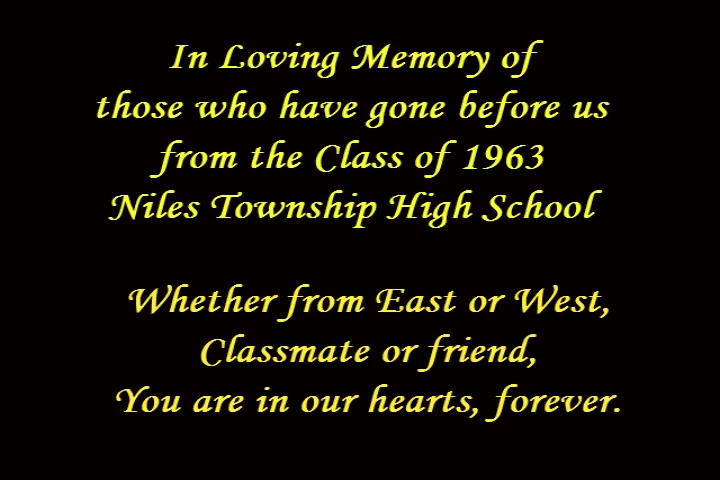 In Loving Memory of
those who have gone before us
from the Class of 1963
Niles Township High School
Whether from East or West,
Classmate or friend,
You are in our hearts, forever.